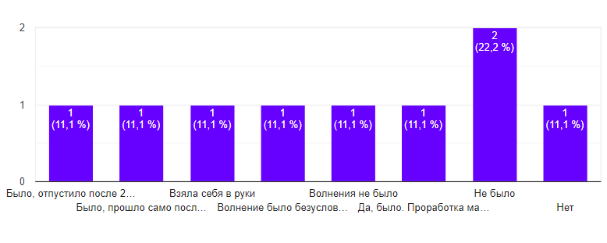 2
1
0
1
(11,1 %)
1
(11,1 %)
1
(11,1 %)
1
(11,1 %)
1
(11,1 %)
1
(11,1 %)
2
(22,2 %)
1
(11,1 %)
Было, отпустило после 2…
Было, прошло само посл…
Взяла себя в руки
Волнение было безуслов…
Волнения не было
Да, было. Проработка ма…
Не было
Нет